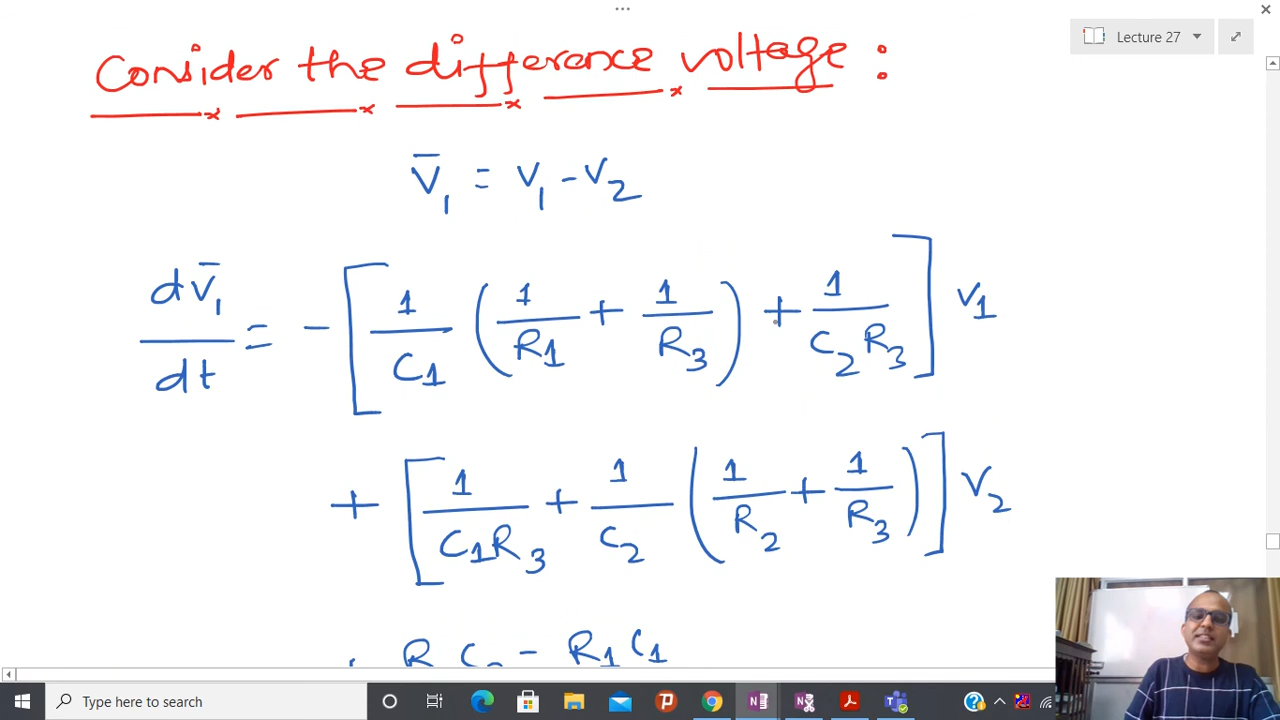 Lecture 27
Consider the difference voltage :
V̄₁ = V₁ - V₂
dV̄₁/dt = - [ 1/C₁ ( 1/R₁ + 1/R₃ ) + 1/(C₂R₃) ] V₁
+ [ 1/(C₁R₃) + 1/C₂ ( 1/R₂ + 1/R₃ ) ] V₂
- R₁C₁
Type here to search